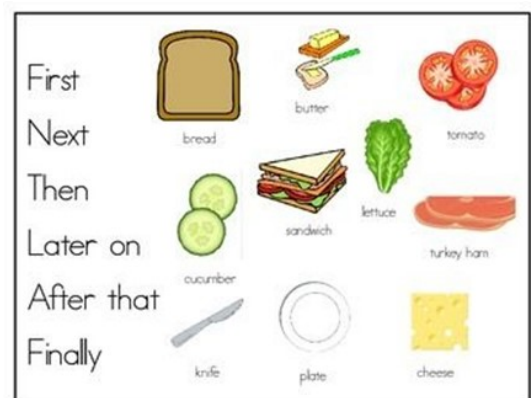 First
Next
Then
Later on
After that
Finally
bread
butter
tomato
cucumber
sandwich
lettuce
turkey ham
knife
plate
cheese